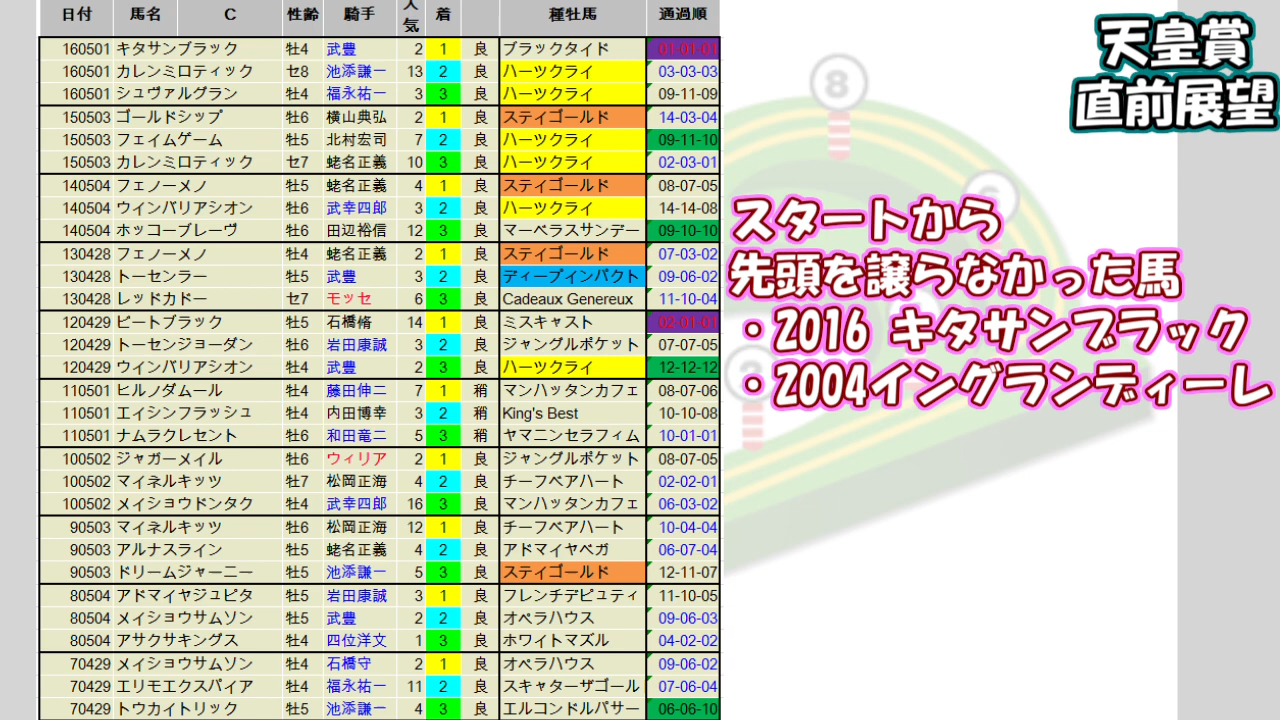 日付 馬名 C 性齢 騎手 人気 着 種牡馬 通過順
160501 キタサンブラック 牡4 武豊 2 1 良 ブラックタイド 01-01-01
160501 カレンミロティック セ8 池添謙一 13 2 良 ハーツクライ 03-03-03
160501 シュヴァルグラン 牡4 福永祐一 3 3 良 ハーツクライ 09-11-09
150503 ゴールドシップ 牡6 横山典弘 2 1 良 スティゴールド 14-03-04
150503 フェイムゲーム 牡5 北村宏司 7 2 良 ハーツクライ 09-11-10
150503 カレンミロティック セ7 蛯名正義 10 3 良 ハーツクライ 02-03-01
140504 フェノーメノ 牡5 蛯名正義 4 1 良 スティゴールド 08-07-05
140504 ウインバリアシオン 牡6 武幸四郎 3 2 良 ハーツクライ 14-14-08
140504 ホッコーブレーヴ 牡6 田辺裕信 12 3 良 マーベラスサンデー 09-10-10
130428 フェノーメノ 牡4 蛯名正義 2 1 良 スティゴールド 07-03-02
130428 トーセンラー 牡5 武豊 3 2 良 ディープインパクト 09-06-02
130428 レッドカドー セ7 モッセ 6 3 良 Cadeaux Genereux 11-10-04
120429 ビートブラック 牡5 石橋脩 14 1 良 ミスキャスト 02-01-01
120429 トーセンジョーダン 牡6 岩田康誠 3 2 良 ジャングルポケット 07-07-05
120429 ウインバリアシオン 牡4 武豊 2 3 良 ハーツクライ 12-12-12
110501 ヒルノダムール 牡4 藤田伸二 7 1 稍 マンハッタンカフェ 08-07-06
110501 エイシンフラッシュ 牡4 内田博幸 3 2 稍 King's Best 10-10-08
110501 ナムラクレセント 牡6 和田竜二 5 3 稍 ヤマニンセラフィム 10-01-01
100502 ジャガーメイル 牡6 ウィリア 2 1 良 ジャングルポケット 08-07-05
100502 マイネルキッツ 牡7 松岡正海 4 2 良 チーフベアハート 02-02-01
100502 メイショウドンタク 牡4 武幸四郎 16 3 良 マンハッタンカフェ 06-03-02
90503 マイネルキッツ 牡6 松岡正海 12 1 良 チーフベアハート 10-04-04
90503 アルナスライン 牡5 蛯名正義 4 2 良 アドマイヤベガ 06-07-04
90503 ドリームジャーニー 牡5 池添謙一 5 3 良 スティゴールド 12-11-07
80504 アドマイヤジュピタ 牡5 岩田康誠 3 1 良 フレンチデピュティ 11-10-05
80504 メイショウサムソン 牡5 武豊 2 2 良 オペラハウス 09-06-03
80504 アサクサキングス 牡4 四位洋文 1 3 良 ホワイトマズル 04-02-02
70429 メイショウサムソン 牡4 石橋守 2 1 良 オペラハウス 09-06-02
70429 エリモエクスパイア 牡4 福永祐一 11 2 良 スキャターザゴール 07-06-04
70429 トウカイトリック 牡5 池添謙一 4 3 良 エルコンドルパサー 06-06-10
天皇賞
直前展望
⑧
スタートから
先頭を譲らなかった馬
・2016 キタサンブラック
・2004イングランディーレ